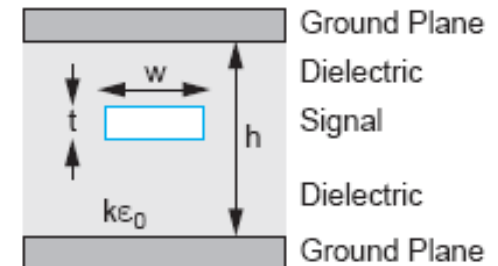 Ground Plane
w
Dielectric
t
Signal
h
kε0
Dielectric
Ground Plane